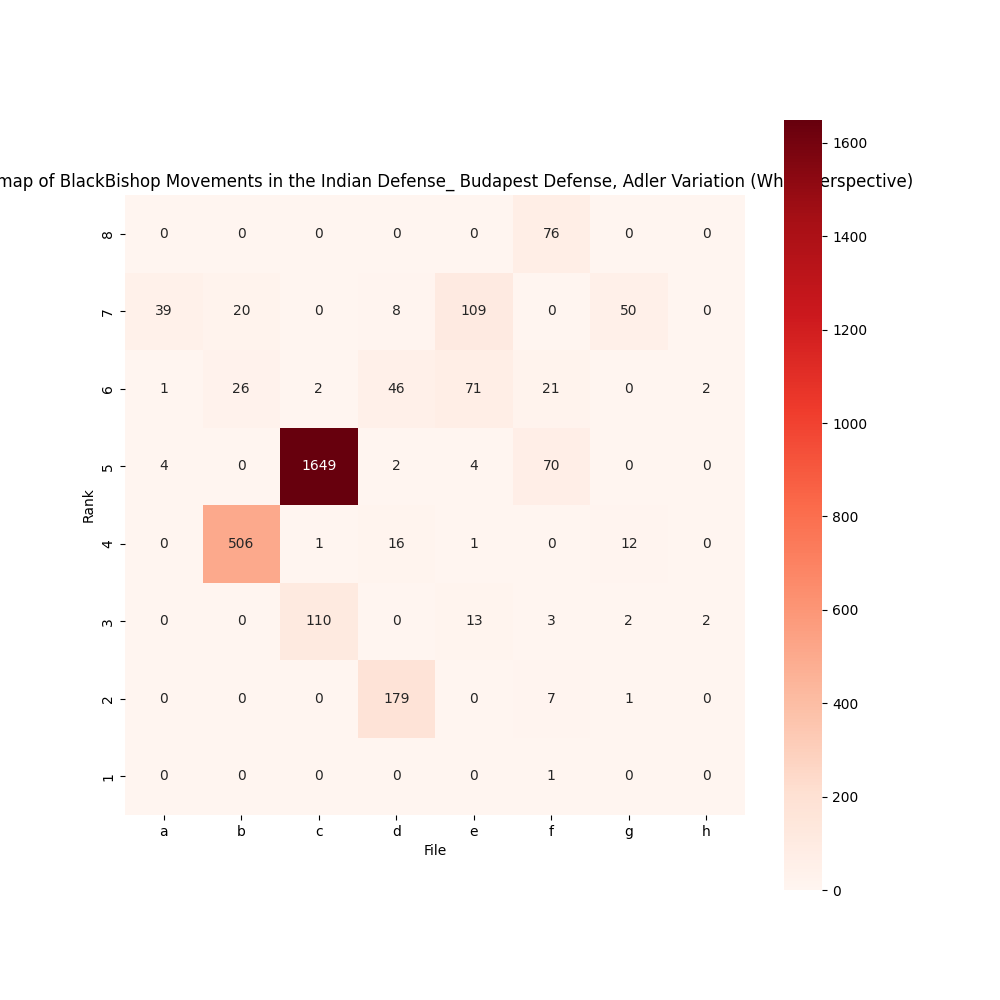 map of BlackBishop Movements in the Indian Defense_ Budapest Defense, Adler Variation (Wh erspective)
8 0 0 0 0 0 76 0 0
7 39 20 0 8 109 0 50 0
6 1 26 2 46 71 21 0 2
5 4 0 1649 2 4 70 0 0
4 0 506 1 16 1 0 12 0
3 0 0 110 0 13 3 2 2
2 0 0 0 179 0 7 1 0
1 0 0 0 0 0 1 0 0
a b c d e f g h
Rank
File
1600
1400
1200
1000
800
600
400
200
0